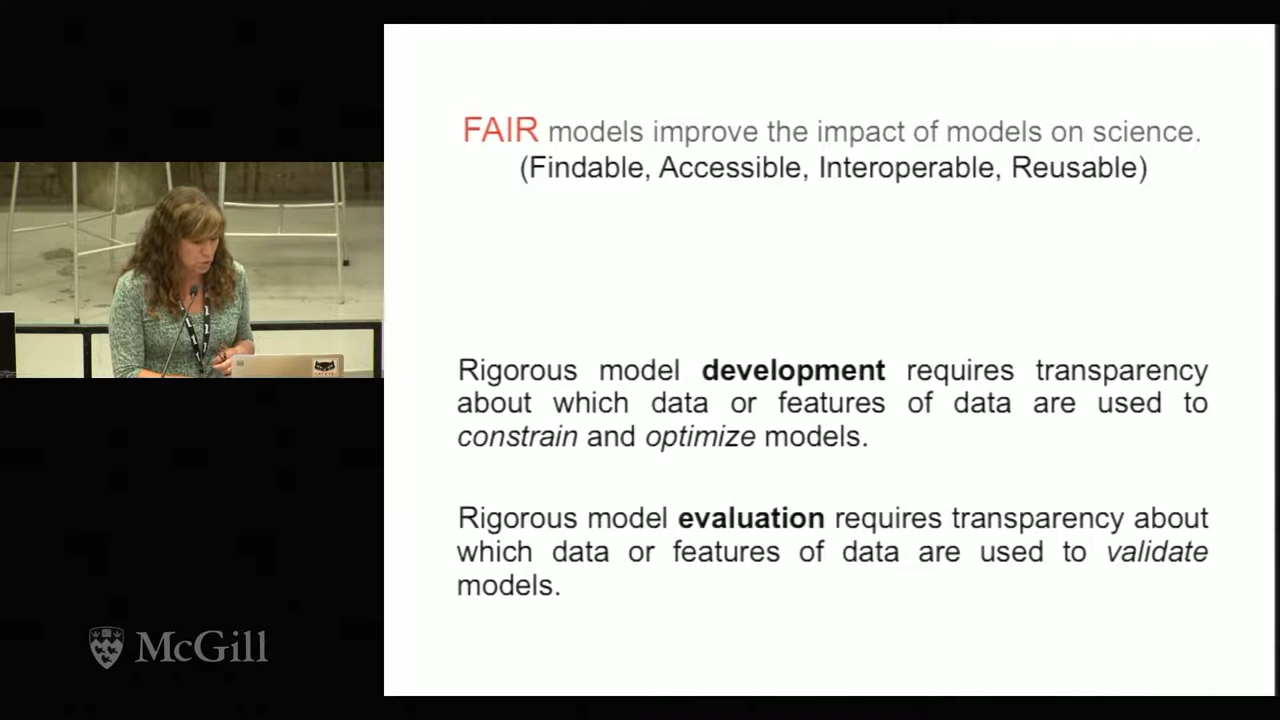 FAIR models improve the impact of models on science.
(Findable, Accessible, Interoperable, Reusable)
Rigorous model development requires transparency
about which data or features of data are used to
constrain and optimize models.
Rigorous model evaluation requires transparency about
which data or features of data are used to validate
models.
McGill